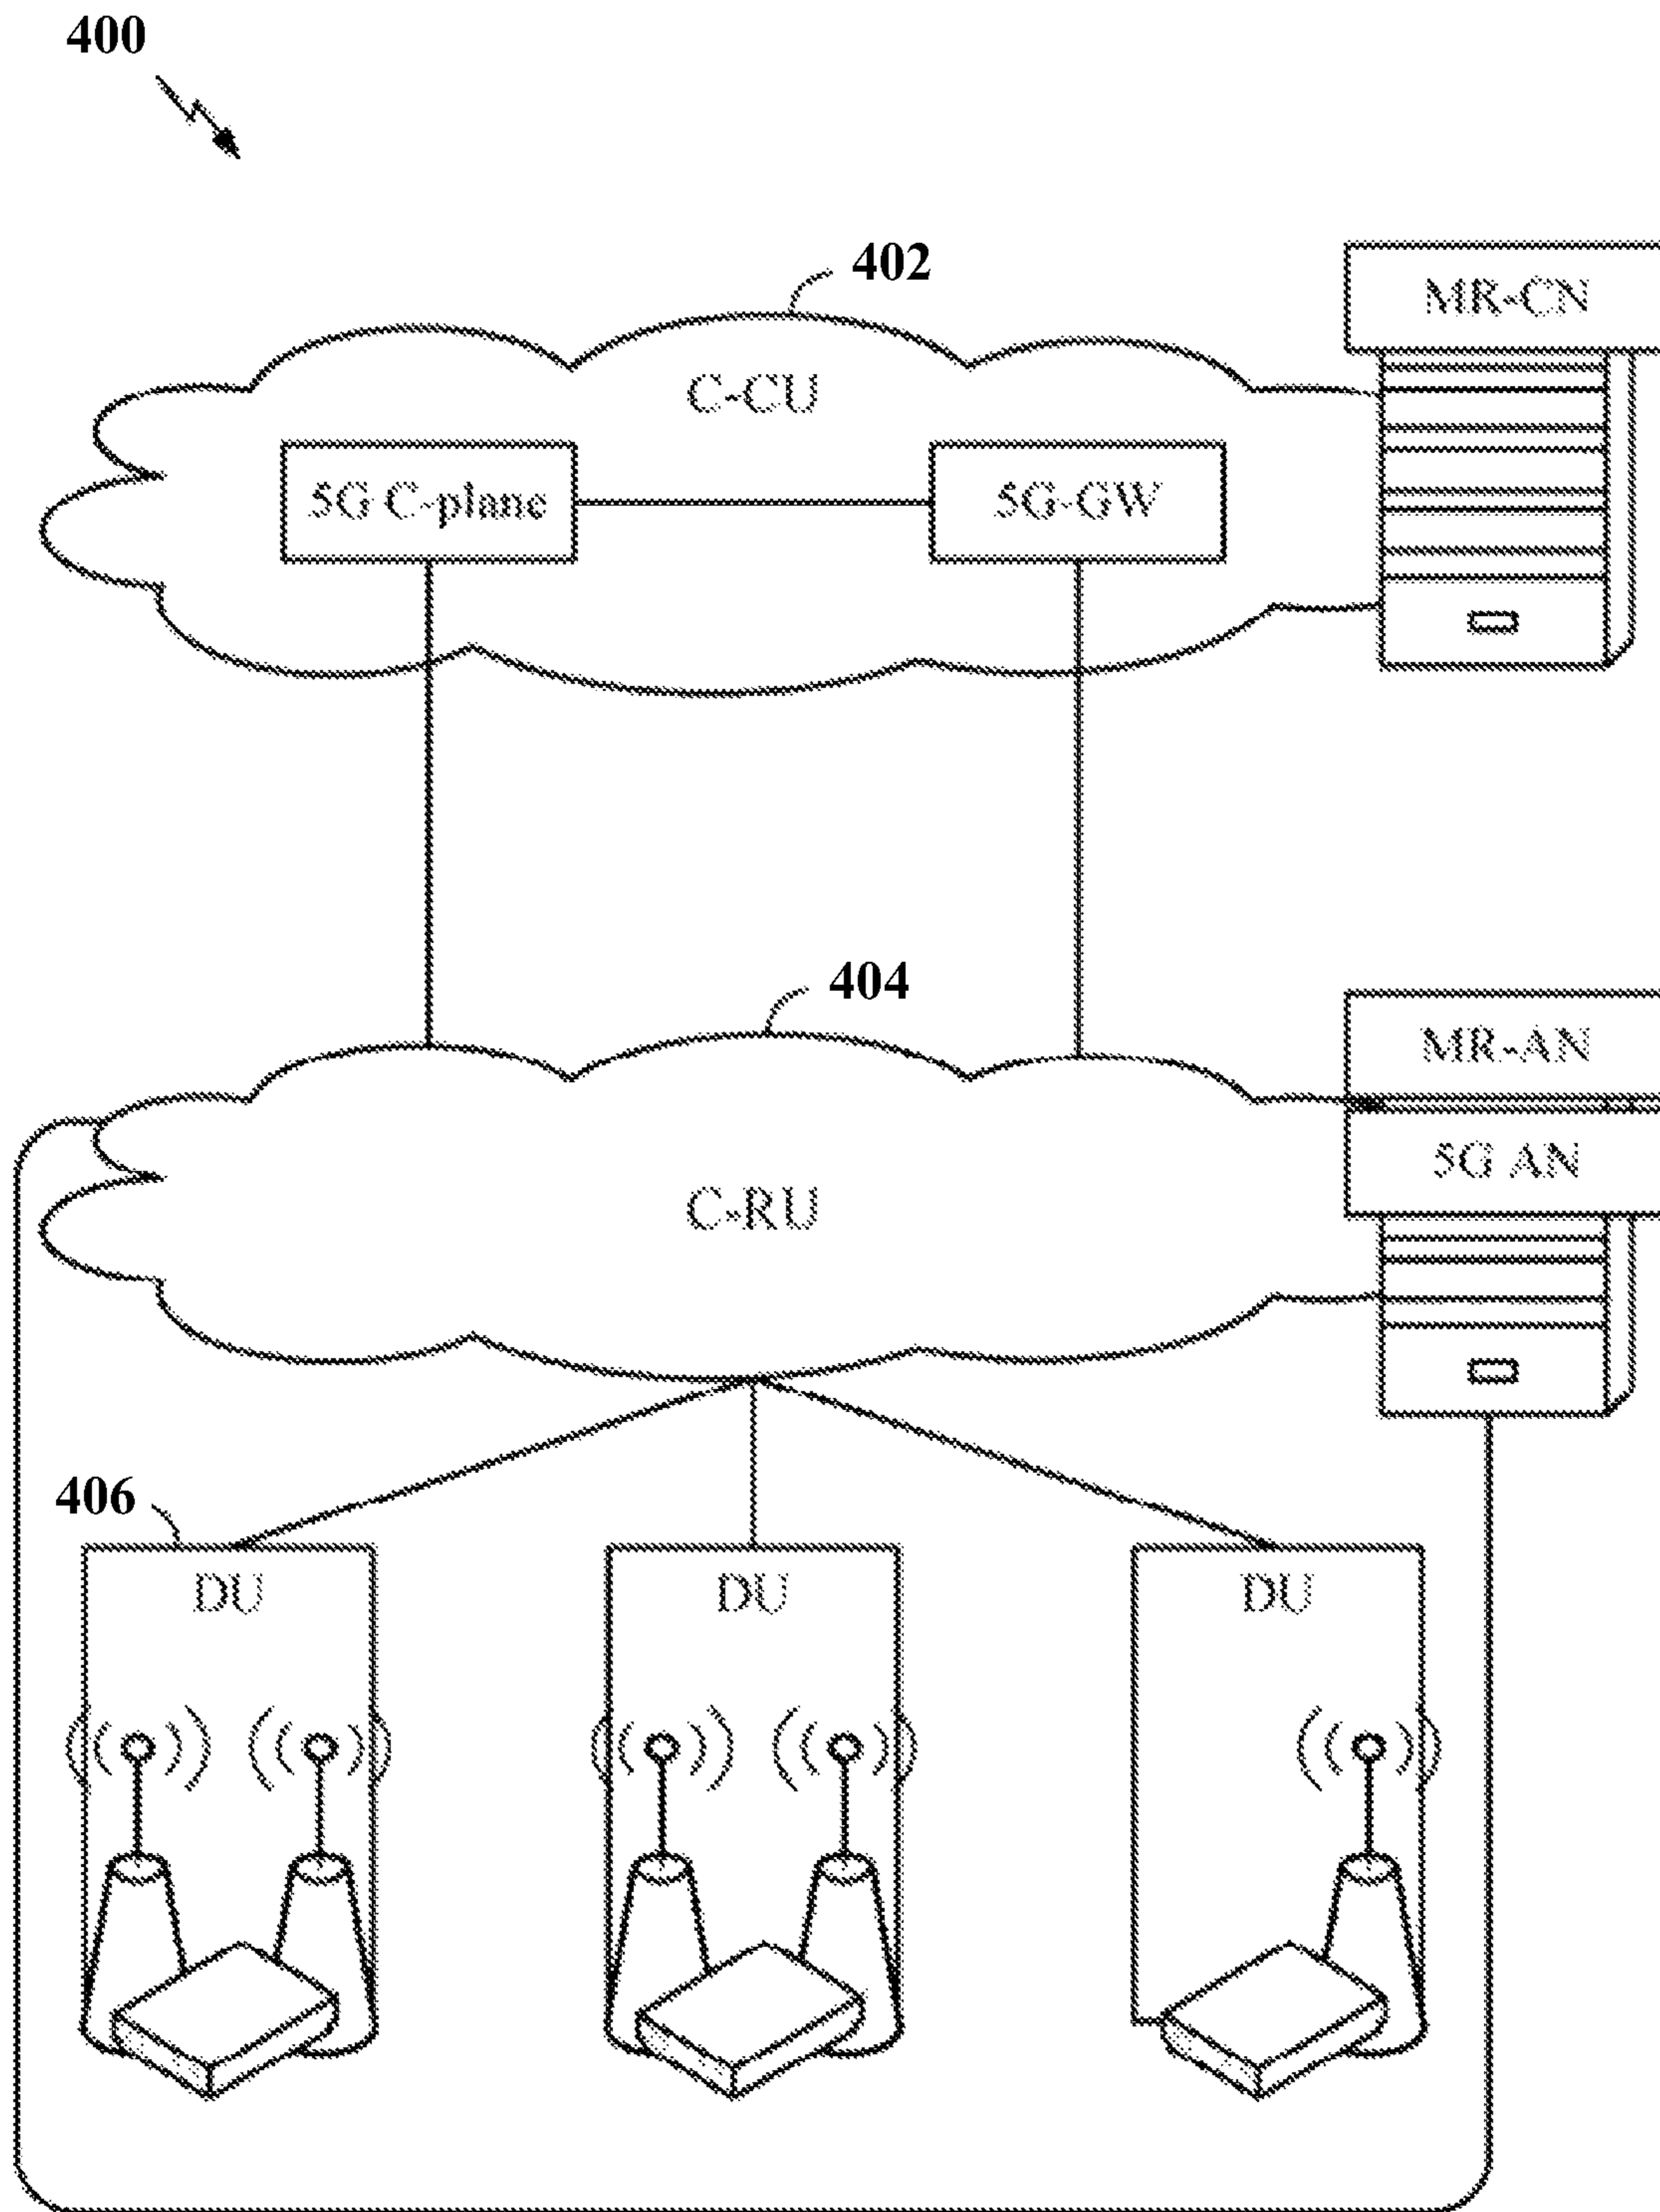 400
402
MR-CN
C-CU
5G C-plane
5G-GW
404
MR-AN
5G AN
C-RU
406
DU
DU
DU